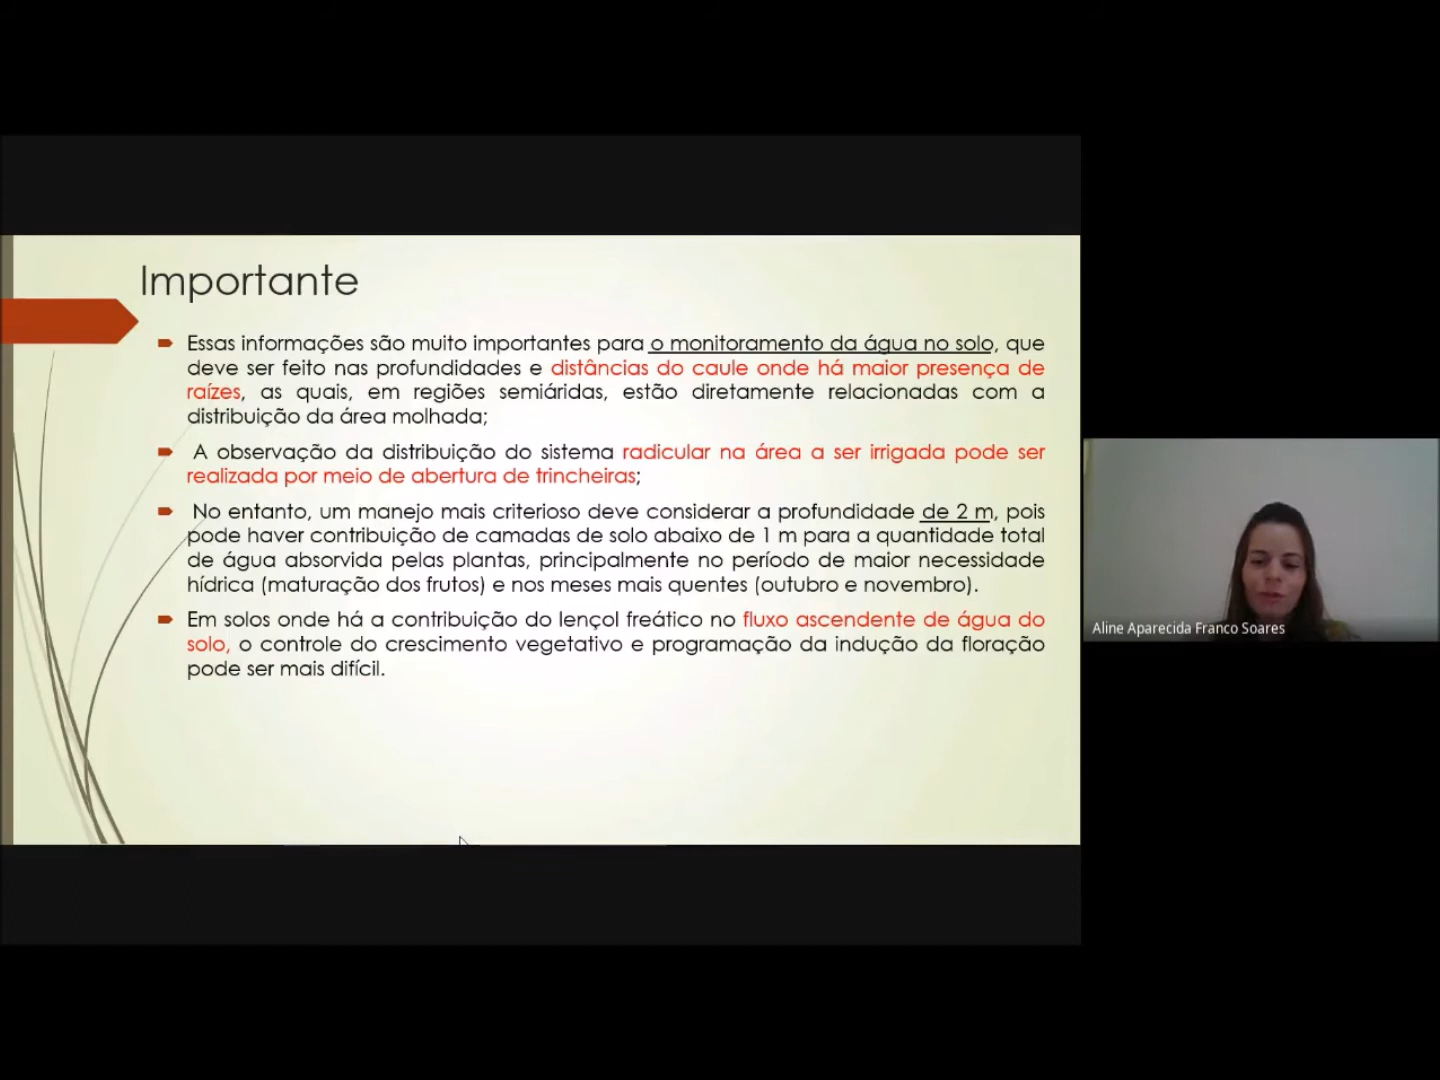 Importante
Essas informações são muito importantes para o monitoramento da água no solo, que
deve ser feito nas profundidades e distâncias do caule onde há maior presença de
raízes, as quais, em regiões semiáridas, estão diretamente relacionadas com a
distribuição da área molhada;
A observação da distribuição do sistema radicular na área a ser irrigada pode ser
realizada por meio de abertura de trincheiras;
No entanto, um manejo mais criterioso deve considerar a profundidade de 2 m, pois
pode haver contribuição de camadas de solo abaixo de 1 m para a quantidade total
de água absorvida pelas plantas, principalmente no período de maior necessidade
hídrica (maturação dos frutos) e nos meses mais quentes (outubro e novembro).
Em solos onde há a contribuição do lençol freático no fluxo ascendente de água do
solo, o controle do crescimento vegetativo e programação da indução da floração
pode ser mais difícil.
Aline Aparecida Franco Soares